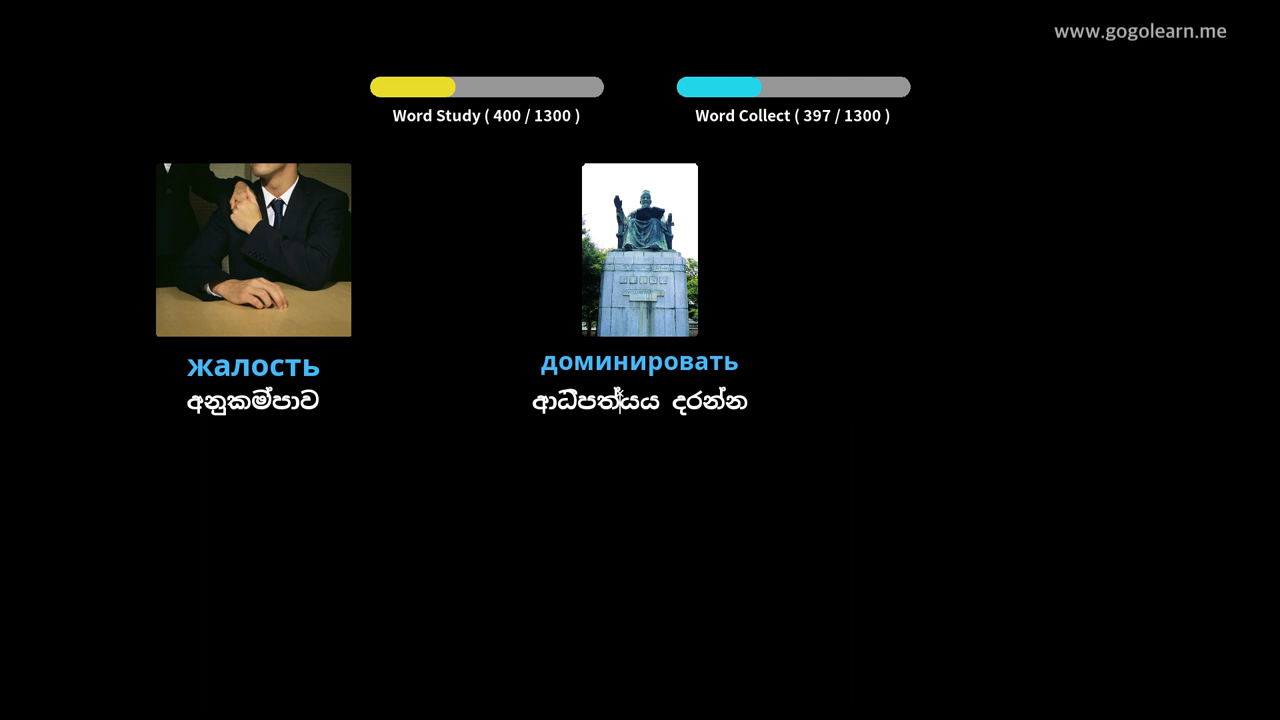 www.gogolearn.me
Word Study ( 400 / 1300 )
Word Collect ( 397 / 1300 )
жалость
අනුකම්පාව
доминировать
ආධිපත්‍යය දරන්න